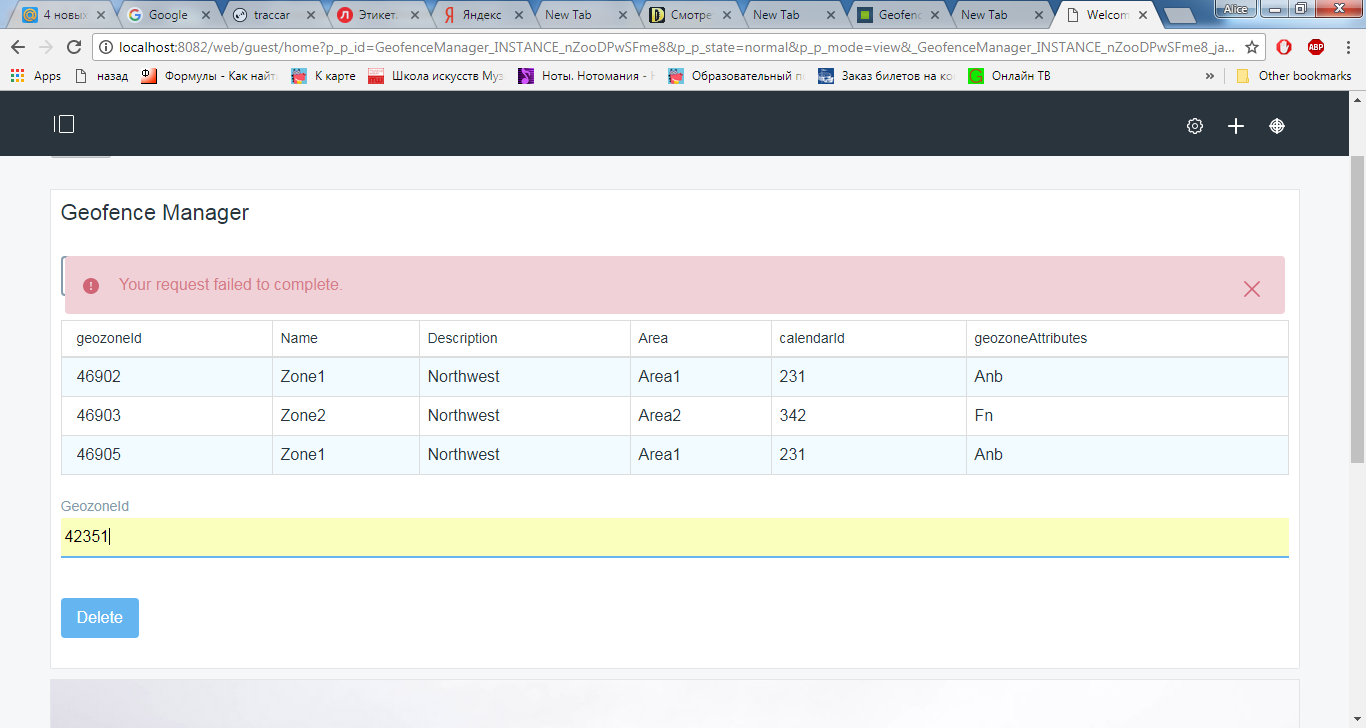 4 новых
Google
traccar
Этикет.
Яндекс
New Tab
Смотре
New Tab
Geofenc
New Tab
Welcom
Alice
localhost:8082/web/guest/home?p_p_id=GeofenceManager_INSTANCE_nZooDPwSFme8&p_p_state=normal&p_p_mode=view&_GeofenceManager_INSTANCE_nZooDPwSFme8_ja...
ABP
Apps
назад
Формулы - Как найти
К карте
Школа искусств Муз
Ноты. Нотомания - Н
Образовательный п
Заказ билетов на ко
Онлайн ТВ
»
Other bookmarks
Geofence Manager
Your request failed to complete.
geozoneId Name Description Area calendarId geozoneAttributes
46902 Zone1 Northwest Area1 231 Anb
46903 Zone2 Northwest Area2 342 Fn
46905 Zone1 Northwest Area1 231 Anb
GeozoneId
42351
Delete